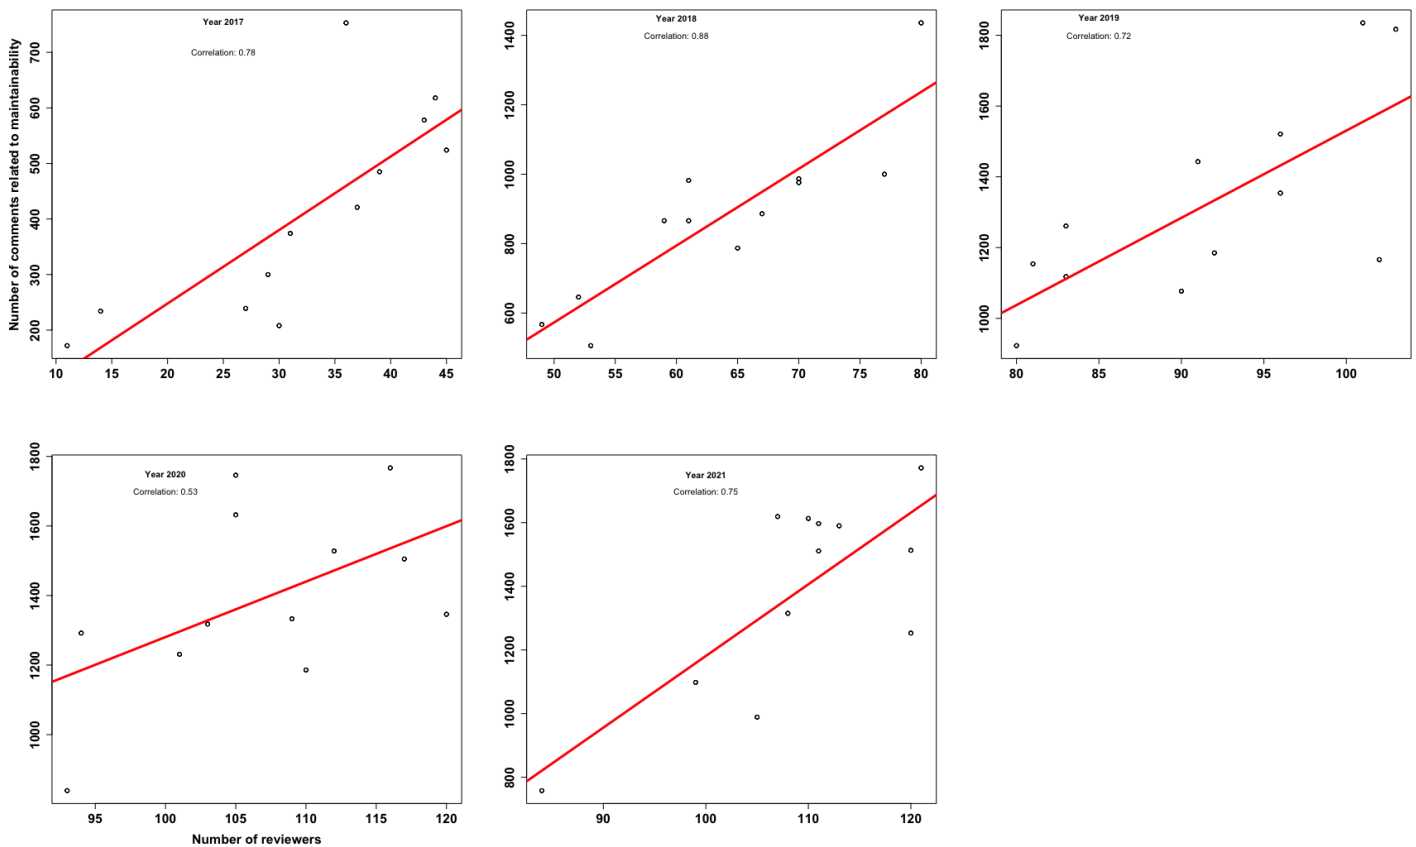 Year 2017
Correlation: 0.78
Number of comments related to maintainability
700
600
500
400
300
200
10 15 20 25 30 35 40 45
Year 2018
Correlation: 0.88
1400
1200
1000
800
600
50 55 60 65 70 75 80
Year 2019
Correlation: 0.72
1800
1600
1400
1200
1000
80 85 90 95 100
Year 2020
Correlation: 0.53
1800
1600
1400
1200
1000
95 100 105 110 115 120
Number of reviewers
Year 2021
Correlation: 0.75
1800
1600
1400
1200
1000
800
90 100 110 120